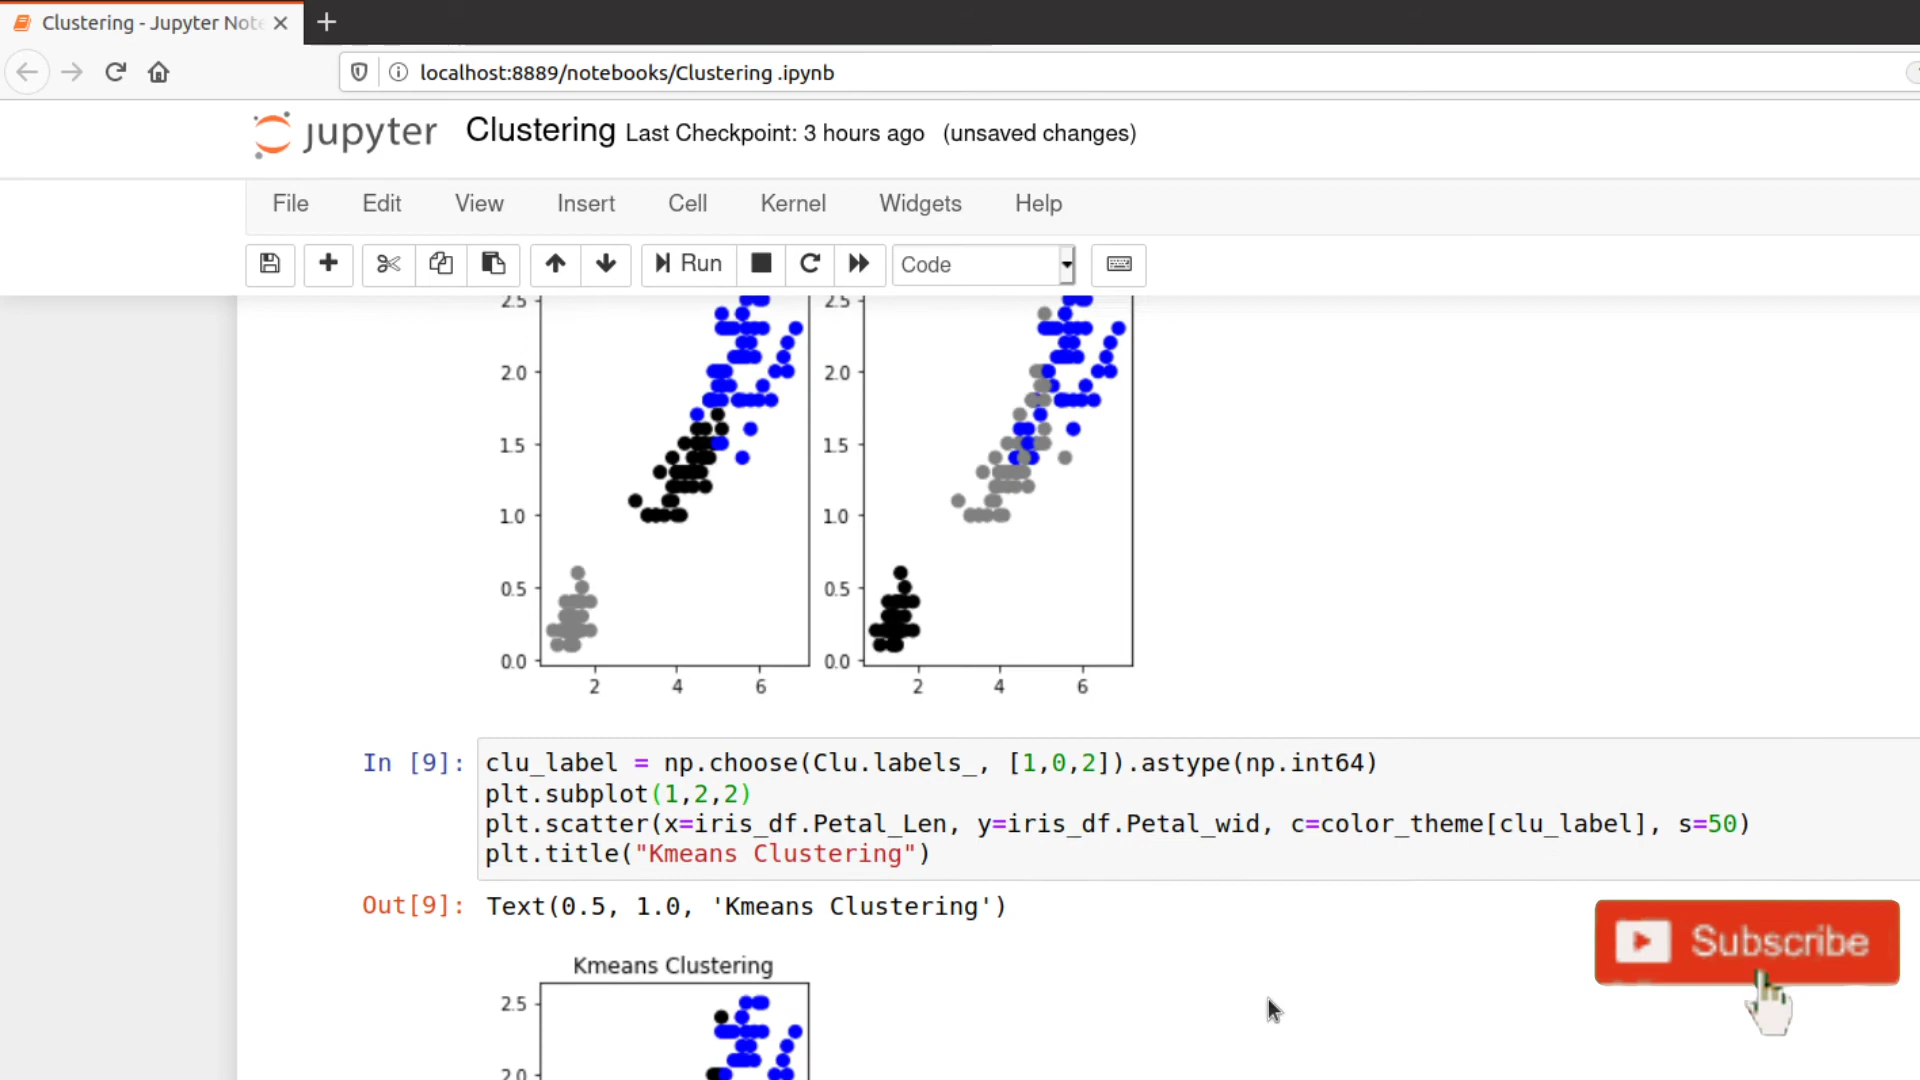 Clustering - Jupyter Note
localhost:8889/notebooks/Clustering .ipynb
jupyter Clustering Last Checkpoint: 3 hours ago (unsaved changes)
File Edit View Insert Cell Kernel Widgets Help
Run Code
2.5 2.5
2.0 2.0
1.5 1.5
1.0 1.0
0.5 0.5
0.0 0.0
2 4 6 2 4 6
In [9]: clu_label = np.choose(Clu.labels_, [1,0,2]).astype(np.int64)
plt.subplot(1,2,2)
plt.scatter(x=iris_df.Petal_Len, y=iris_df.Petal_wid, c=color_theme[clu_label], s=50)
plt.title("Kmeans Clustering")
Out[9]: Text(0.5, 1.0, 'Kmeans Clustering')
Subscribe
Kmeans Clustering
2.5
2.0